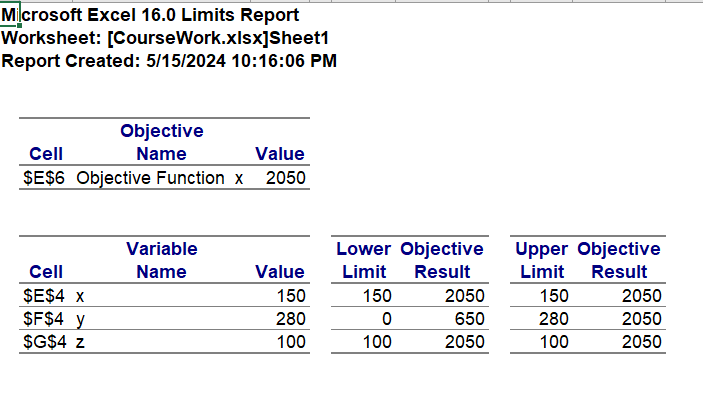 Microsoft Excel 16.0 Limits Report
Worksheet: [CourseWork.xlsx]Sheet1
Report Created: 5/15/2024 10:16:06 PM
Objective
Cell Name Value
$E$6 Objective Function x 2050
Variable Lower Objective Upper Objective
Cell Name Value Limit Result Limit Result
$E$4 x 150 150 2050 150 2050
$F$4 y 280 0 650 280 2050
$G$4 z 100 100 2050 100 2050